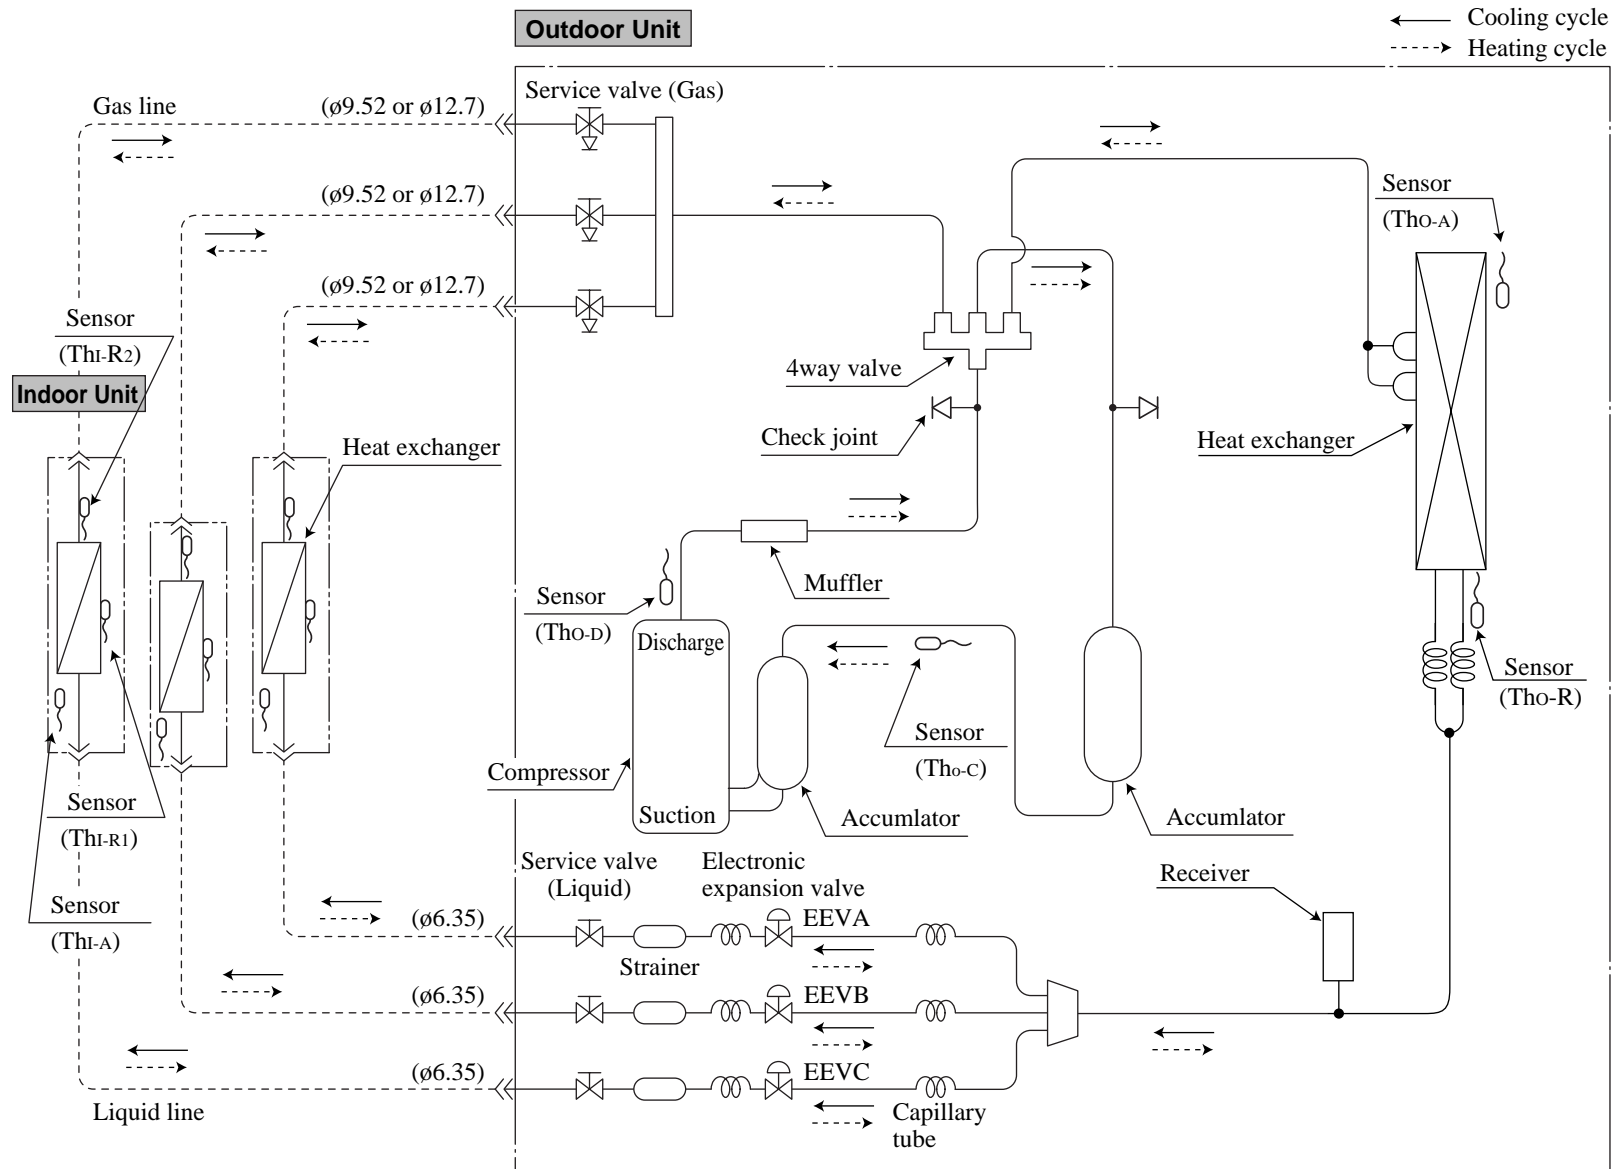 Outdoor Unit
Cooling cycle
Heating cycle
Service valve (Gas)
Gas line
(ø9.52 or ø12.7)
(ø9.52 or ø12.7)
(ø9.52 or ø12.7)
Sensor
(ThO-A)
Sensor
(ThI-R2)
Indoor Unit
4way valve
Check joint
Heat exchanger
Heat exchanger
Muffler
Sensor
(ThO-D)
Discharge
Sensor
(ThO-R)
Sensor
(Tho-C)
Compressor
Suction
Accumlator
Accumlator
Sensor
(ThI-R1)
Service valve
(Liquid)
Electronic
expansion valve
Receiver
Sensor
(ThI-A)
(ø6.35)
EEVA
Strainer
(ø6.35)
EEVB
(ø6.35)
EEVC
Liquid line
Capillary
tube